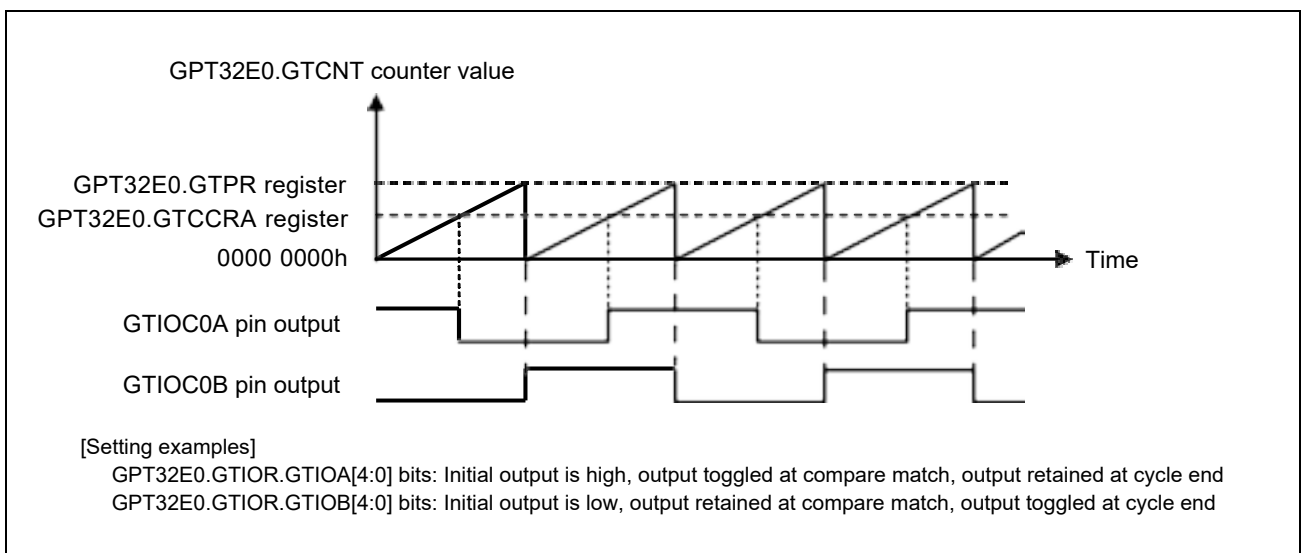 GPT32E0.GTCNT counter value
GPT32E0.GTPR register
GPT32E0.GTCCRA register
0000 0000h
Time
GTIOC0A pin output
GTIOC0B pin output
[Setting examples]
GPT32E0.GTIOR.GTIOA[4:0] bits: Initial output is high, output toggled at compare match, output retained at cycle end
GPT32E0.GTIOR.GTIOB[4:0] bits: Initial output is low, output retained at compare match, output toggled at cycle end